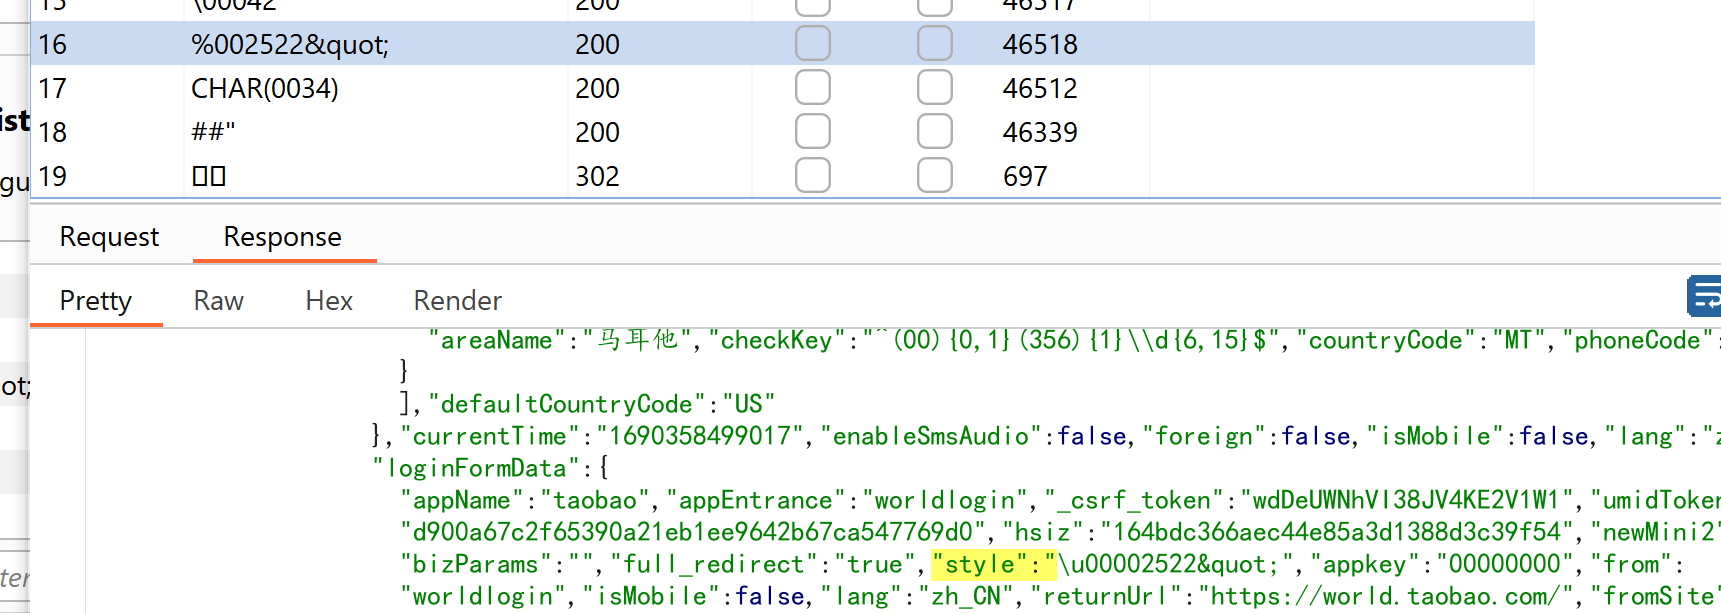 15 \00042 200 46517
16 %002522&quot; 200 46518
17 CHAR(0034) 200 46512
ist
18 ##" 200 46339
gu
19 302 697
Request Response
Pretty Raw Hex Render
"areaName":"马耳他","checkKey":"^(00){0,1}(356){1}\\d{6,15}$","countryCode":"MT","phoneCode":
}
ot;
],"defaultCountryCode":"US"
},"currentTime":"1690358499017","enableSmsAudio":false,"foreign":false,"isMobile":false,"lang":"z
"loginFormData":{
"appName":"taobao","appEntrance":"worldlogin","_csrf_token":"wdDeUWNhVl38JV4KE2V1W1","umidToken
"d900a67c2f65390a21eb1ee9642b67ca547769d0","hsiz":"164bdc366aec44e85a3d1388d3c39f54","newMini2"
"bizParams":"","full_redirect":"true","style":"\u00002522&quot;","appkey":"00000000","from":
ter
"worldlogin","isMobile":false,"lang":"zh_CN","returnUrl":"https://world.taobao.com/","fromSite"